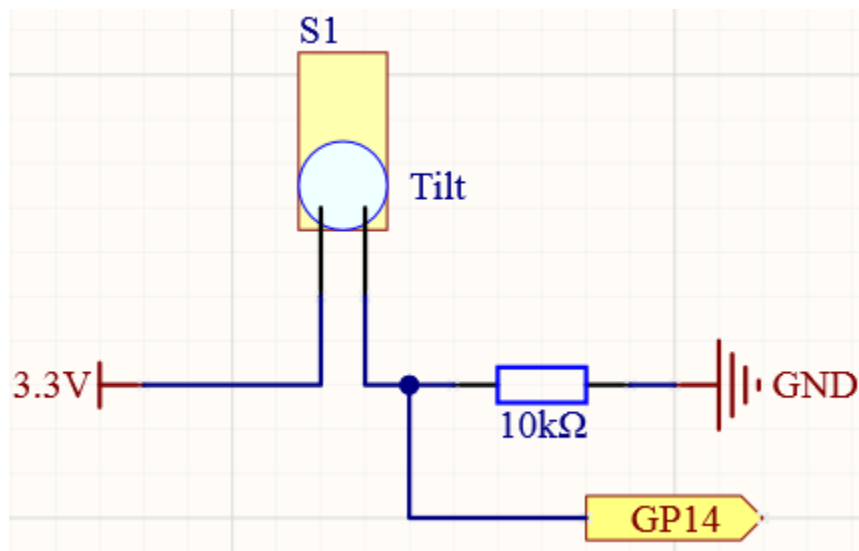 S1
Tilt
3.3V
GND
10kΩ
GP14